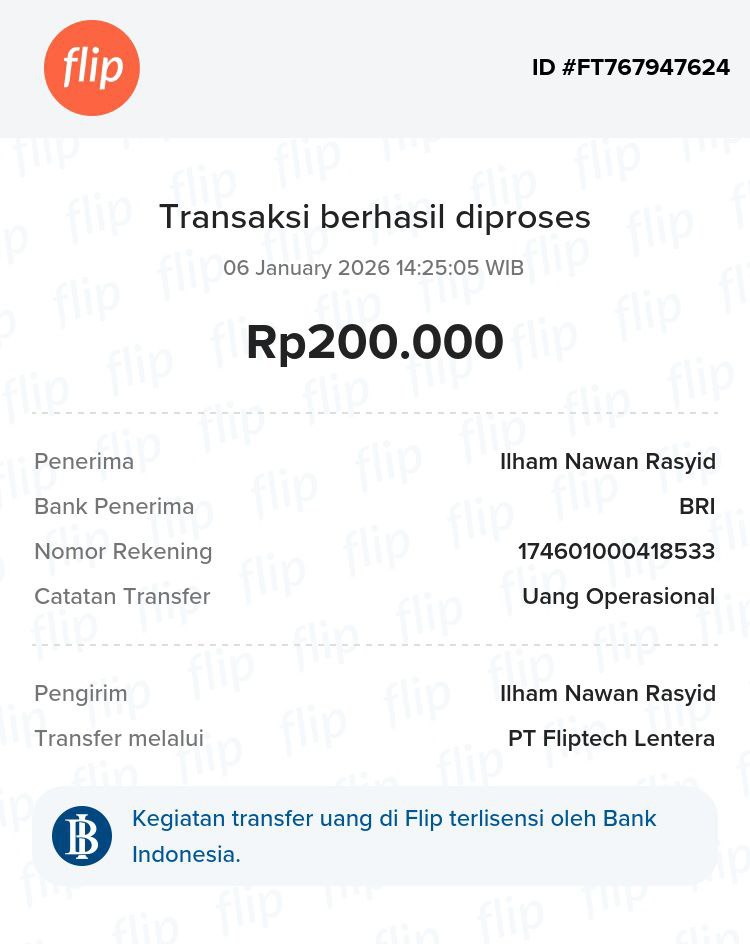 flip
ID #FT767947624
Transaksi berhasil diproses
06 January 2026 14:25:05 WIB
Rp200.000
Penerima Ilham Nawan Rasyid
Bank Penerima BRI
Nomor Rekening 174601000418533
Catatan Transfer Uang Operasional
Pengirim Ilham Nawan Rasyid
Transfer melalui PT Fliptech Lentera
Kegiatan transfer uang di Flip terlisensi oleh Bank
Indonesia.